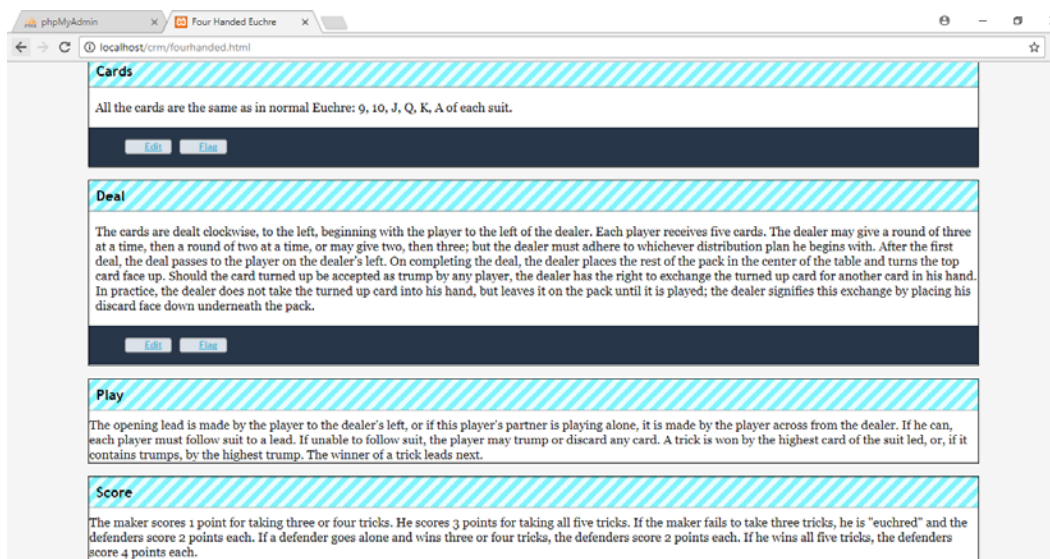 phpMyAdmin
Four Handed Euchre
localhost/crm/fourhanded.html
Cards
All the cards are the same as in normal Euchre: 9, 10, J, Q, K, A of each suit.
Edit Flag
Deal
The cards are dealt clockwise, to the left, beginning with the player to the left of the dealer. Each player receives five cards. The dealer may give a round of three
at a time, then a round of two at a time, or may give two, then three; but the dealer must adhere to whichever distribution plan he begins with. After the first
deal, the deal passes to the player on the dealer's left. On completing the deal, the dealer places the rest of the pack in the center of the table and turns the top
card face up. Should the card turned up be accepted as trump by any player, the dealer has the right to exchange the turned up card for another card in his hand.
In practice, the dealer does not take the turned up card into his hand, but leaves it on the pack until it is played; the dealer signifies this exchange by placing his
discard face down underneath the pack.
Edit Flag
Play
The opening lead is made by the player to the dealer's left, or if this player's partner is playing alone, it is made by the player across from the dealer. If he can,
each player must follow suit to a lead. If unable to follow suit, the player may trump or discard any card. A trick is won by the highest card of the suit led, or, if it
contains trumps, by the highest trump. The winner of a trick leads next.
Score
The maker scores 1 point for taking three or four tricks. He scores 3 points for taking all five tricks. If the maker fails to take three tricks, he is "euchred" and the
defenders score 2 points each. If a defender goes alone and wins three or four tricks, the defenders score 2 points each. If he wins all five tricks, the defenders
score 4 points each.